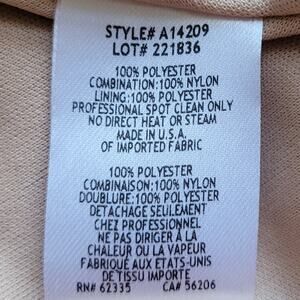 STYLE# A14209
LOT# 221836
100% POLYESTER
COMBINATION:100% NYLON
LINING:100% POLYESTER
PROFESSIONAL SPOT CLEAN ONLY
NO DIRECT HEAT OR STEAM
MADE IN U.S.A.
OF IMPORTED FABRIC
100% POLYESTER
COMBINAISON:100% NYLON
DOUBLURE:100% POLYESTER
DETACHAGE SEULEMENT
CHEZ PROFESSIONNEL
NE PAS DIRIGER À LA
CHALEUR OU LA VAPEUR
FABRIQUÉ AUX ETATS-UNIS
DE TISSU IMPORTE
RN# 62335 CA# 56206